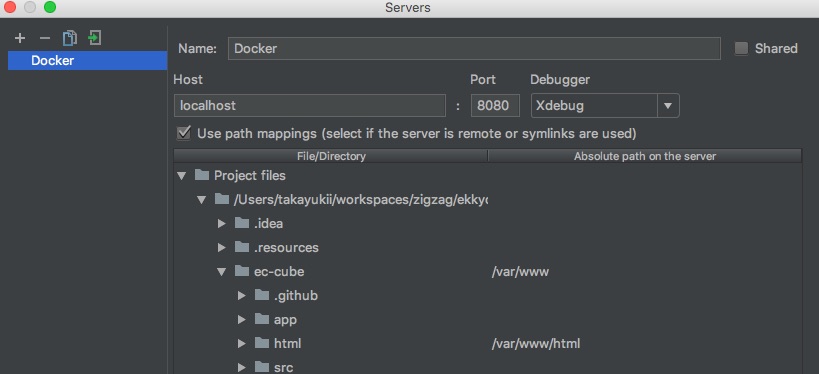 Servers
Docker
Name: Docker Shared
Host Port Debugger
localhost : 8080 Xdebug
Use path mappings (select if the server is remote or symlinks are used)
File/Directory Absolute path on the server
Project files
/Users/takayukii/workspaces/zigzag/ekkyo
.idea
.resources
ec-cube /var/www
.github
app
html /var/www/html
src